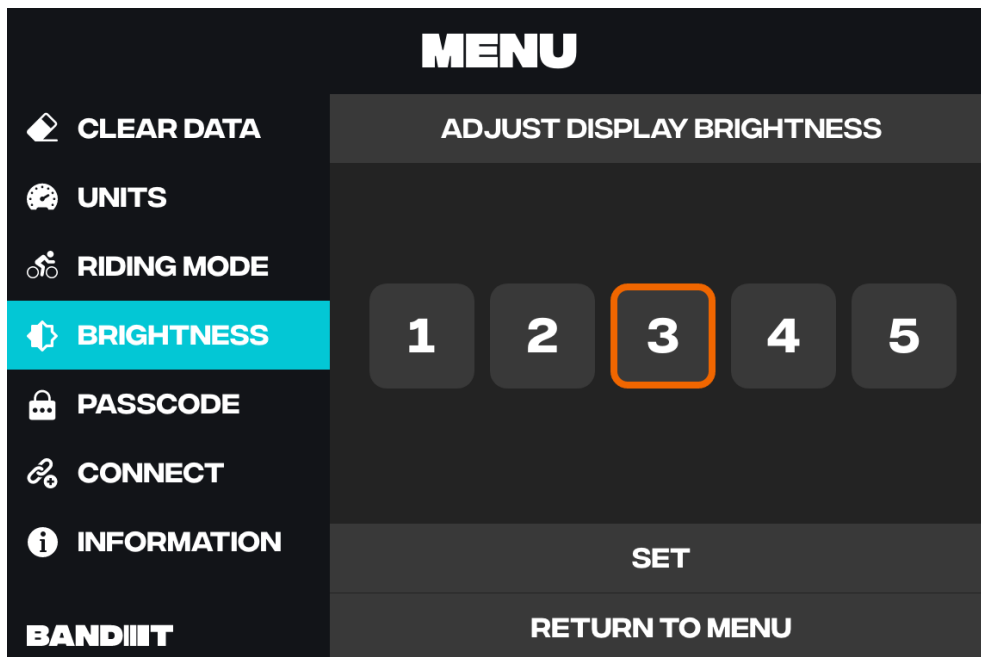 MENU
CLEAR DATA
UNITS
RIDING MODE
BRIGHTNESS
PASSCODE
CONNECT
INFORMATION
BANDIIIT
ADJUST DISPLAY BRIGHTNESS
1 2 3 4 5
SET
RETURN TO MENU